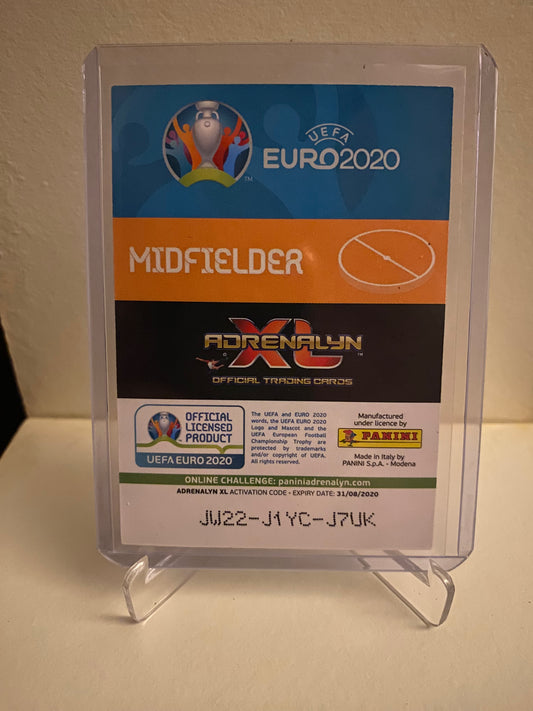 UEFA
EURO2020
™
MIDFIELDER
ADRENALYN
XL™
OFFICIAL TRADING CARDS
OFFICIAL
LICENSED
PRODUCT
UEFA EURO 2020
The UEFA and EURO 2020
words, the UEFA EURO 2020
Logo and Mascot and the
UEFA European Football
Championship Trophy are
protected by trademarks
and/or copyright of UEFA.
All rights reserved.
Manufactured
under licence by
PANINI
Made in Italy by
PANINI S.p.A. - Modena
ONLINE CHALLENGE: paniniadrenalyn.com
ADRENALYN XL ACTIVATION CODE - EXPIRY DATE: 31/08/2020
JW22-J1YC-J7UK